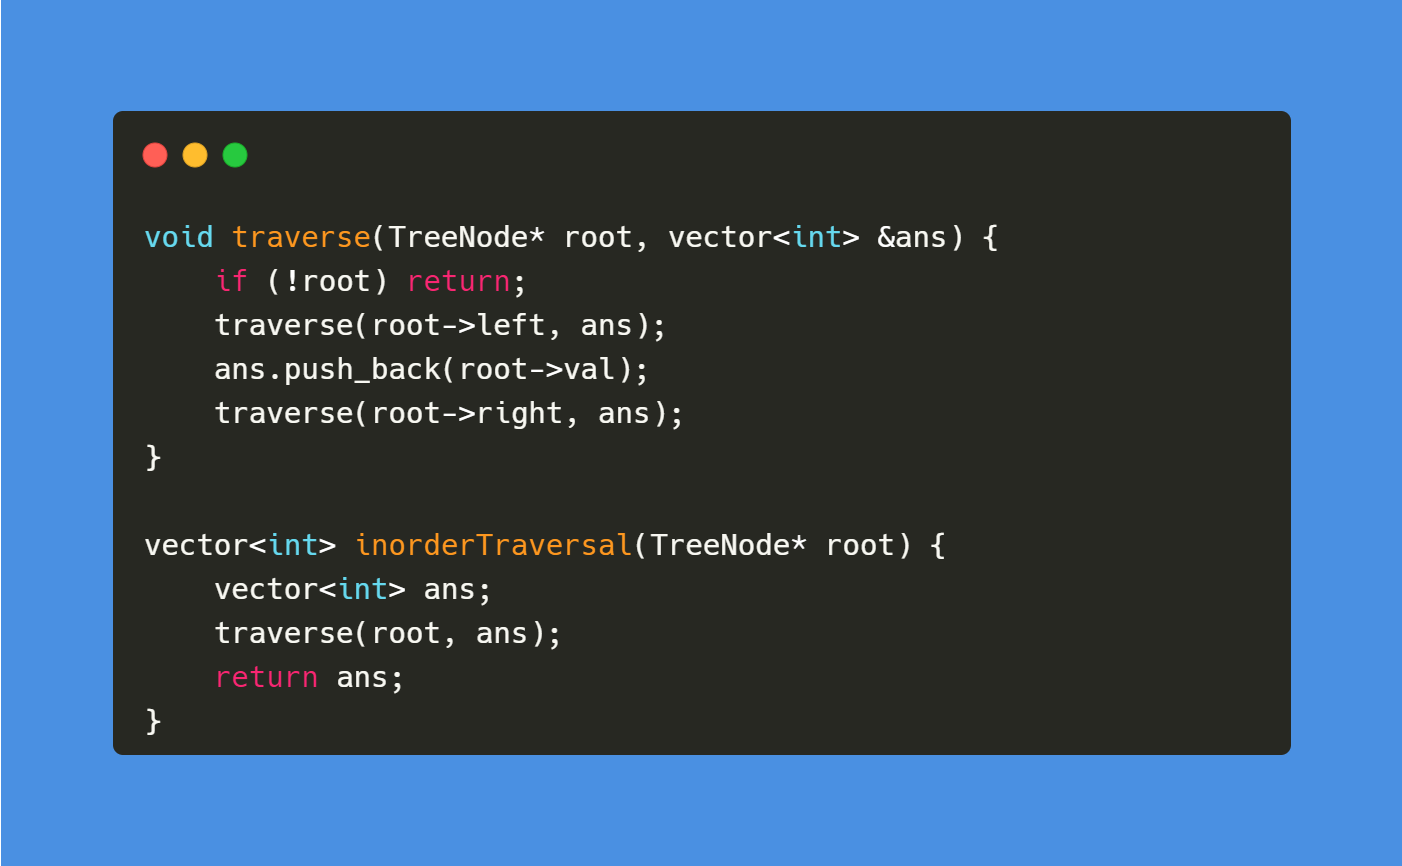 void traverse(TreeNode* root, vector<int> &ans) {
    if (!root) return;
    traverse(root->left, ans);
    ans.push_back(root->val);
    traverse(root->right, ans);
}

vector<int> inorderTraversal(TreeNode* root) {
    vector<int> ans;
    traverse(root, ans);
    return ans;
}